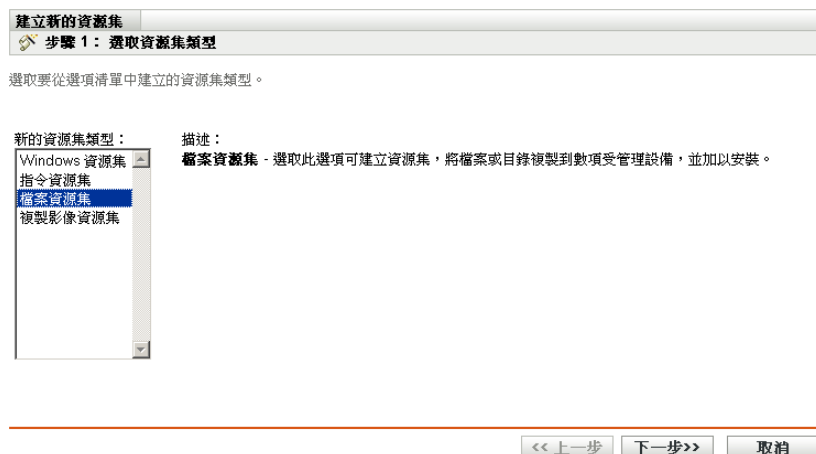 建立新的資源集
步驟 1： 選取資源集類型
選取要從選項清單中建立的資源集類型。
新的資源集類型：
Windows 資源集
指令資源集
檔案資源集
複製影像資源集
描述：
檔案資源集 - 選取此選項可建立資源集，將檔案或目錄複製到數項受管理設備，並加以安裝。
<< 上一步
下一步>>
取消